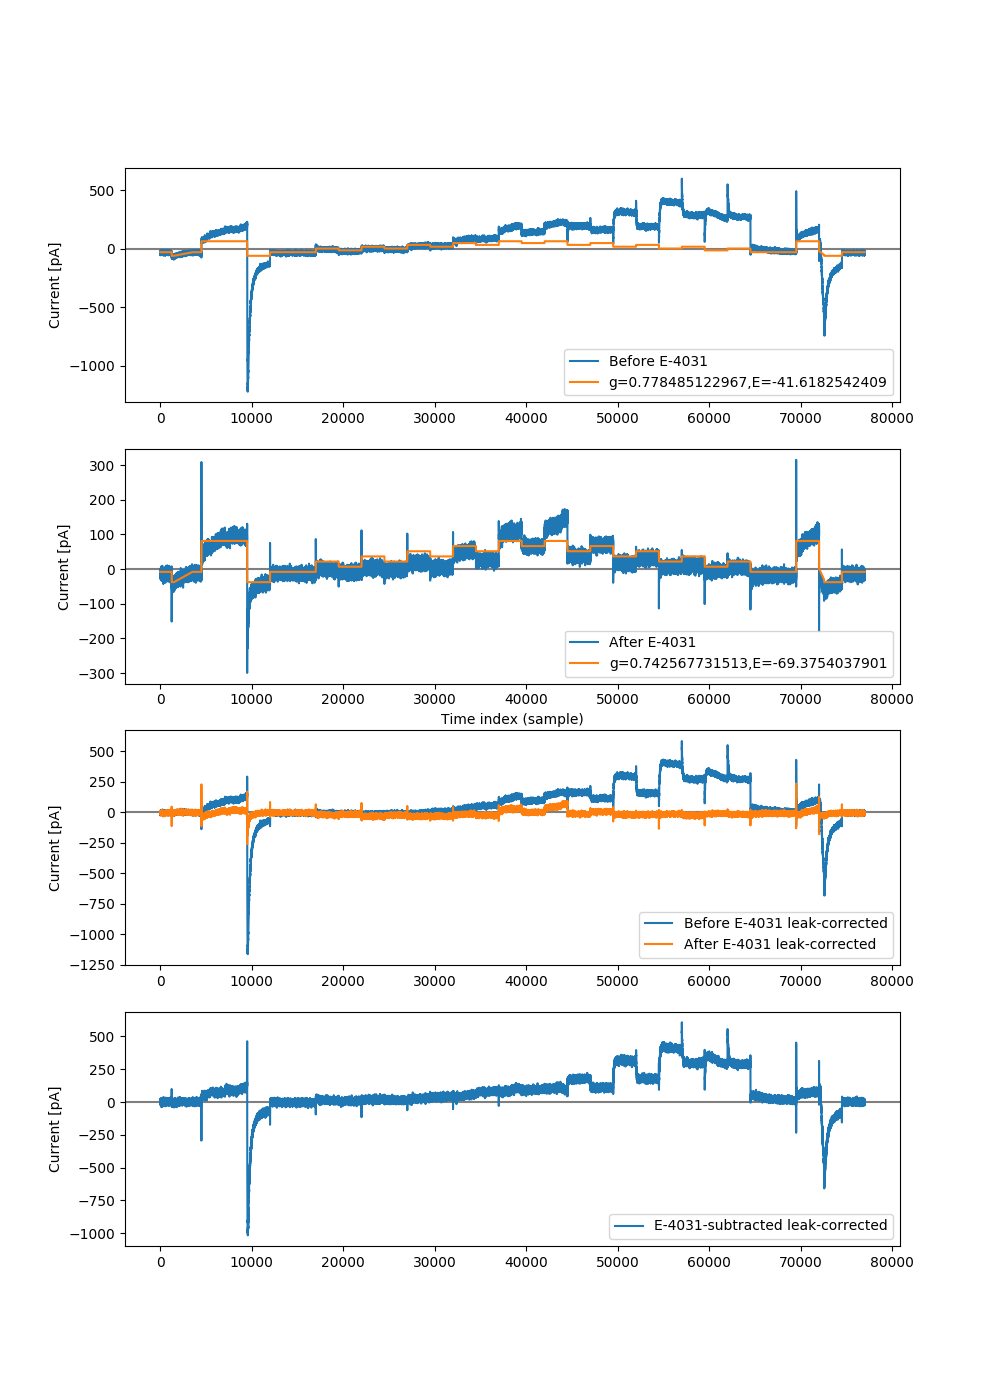 500
0
−500
−1000
Current [pA]
Before E-4031
g=0.778485122967,E=-41.6182542409
0 10000 20000 30000 40000 50000 60000 70000 80000
300
200
100
0
−100
−200
−300
Current [pA]
After E-4031
g=0.742567731513,E=-69.3754037901
0 10000 20000 30000 40000 50000 60000 70000 80000
Time index (sample)
500
250
0
−250
−500
−750
−1000
−1250
Current [pA]
Before E-4031 leak-corrected
After E-4031 leak-corrected
0 10000 20000 30000 40000 50000 60000 70000 80000
500
250
0
−250
−500
−750
−1000
Current [pA]
E-4031-subtracted leak-corrected
0 10000 20000 30000 40000 50000 60000 70000 80000